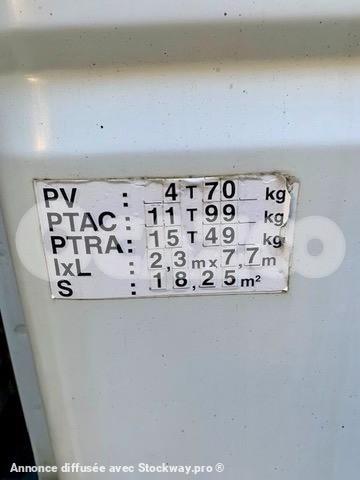 PV : 4 T 70 kg
PTAC : 11 T 99 kg
PTRA : 15 T 49 kg
lxL : 2,3 m x 7,7 m
S : 18,25 m²
Annonce diffusée avec Stockway.pro ®